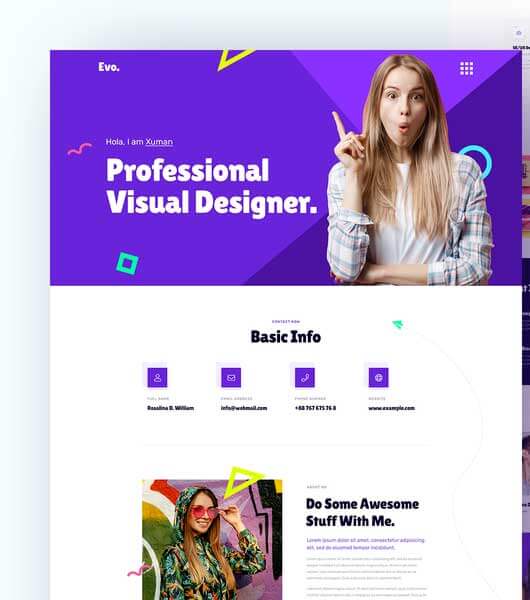 Evo.
Hola, I am Xuman
Professional
Visual Designer.
CONTACT NOW
Basic Info
FULL NAME
Rosalina D. William
EMAIL ADDRESS
info@webmail.com
PHONE NUMBER
+88 767 675 76 8
WEBSITE
www.example.com
ABOUT ME
Do Some Awesome
Stuff With Me.
Lorem ipsum dolor sit amet, consectetur adipiscing
elit, sed do eiusmod tempor incididunt.